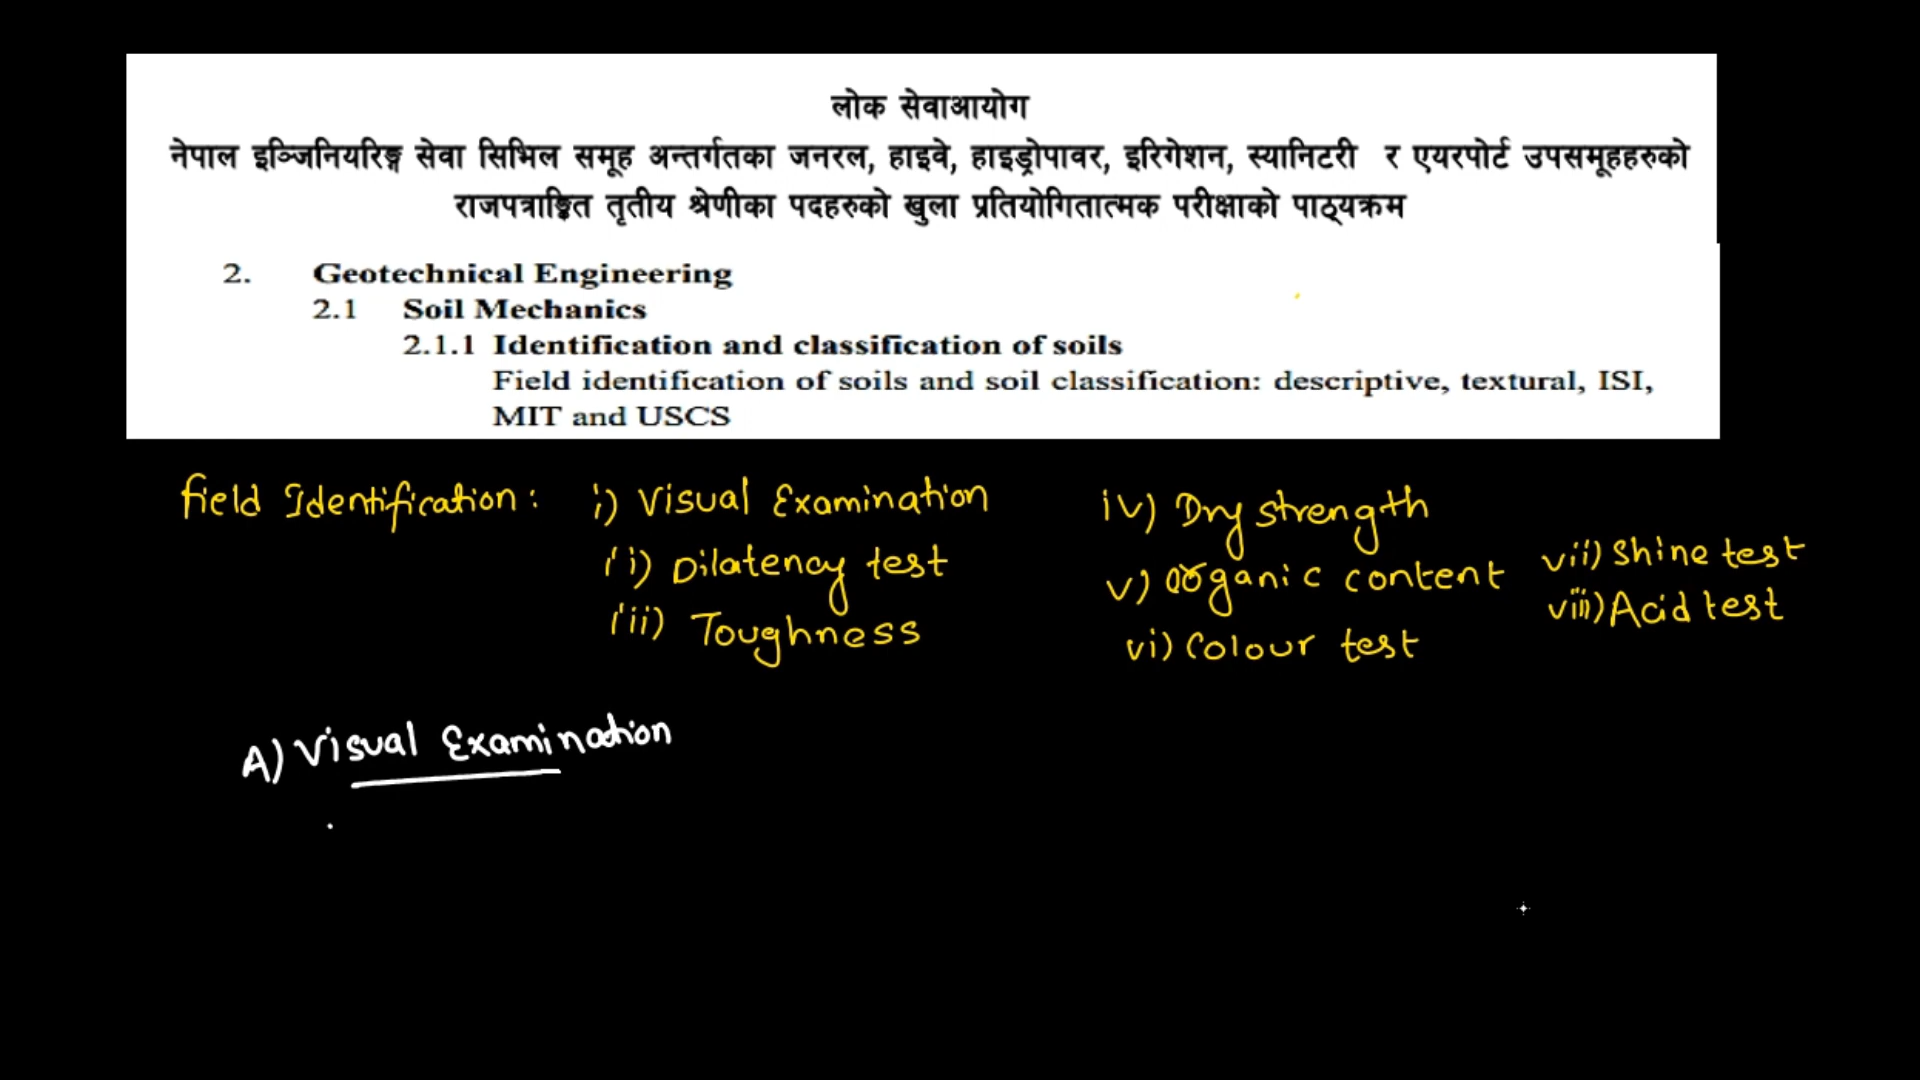 लोक सेवाआयोग
नेपाल इञ्जिनियरिङ्ग सेवा सिभिल समूह अन्तर्गतका जनरल, हाइवे, हाइड्रोपावर, इरिगेशन, स्यानिटरी र एयरपोर्ट उपसमूहहरुको
राजपत्राङ्कित तृतीय श्रेणीका पदहरुको खुला प्रतियोगितात्मक परीक्षाको पाठ्यक्रम
2. Geotechnical Engineering
2.1 Soil Mechanics
2.1.1 Identification and classification of soils
Field identification of soils and soil classification: descriptive, textural, ISI,
MIT and USCS
field Identification: i) Visual Examination
ii) Dilatency test
iii) Toughness
iv) Dry strength
v) Organic content
vi) Colour test
vii) Shine test
viii) Acid test
A) Visual Examination